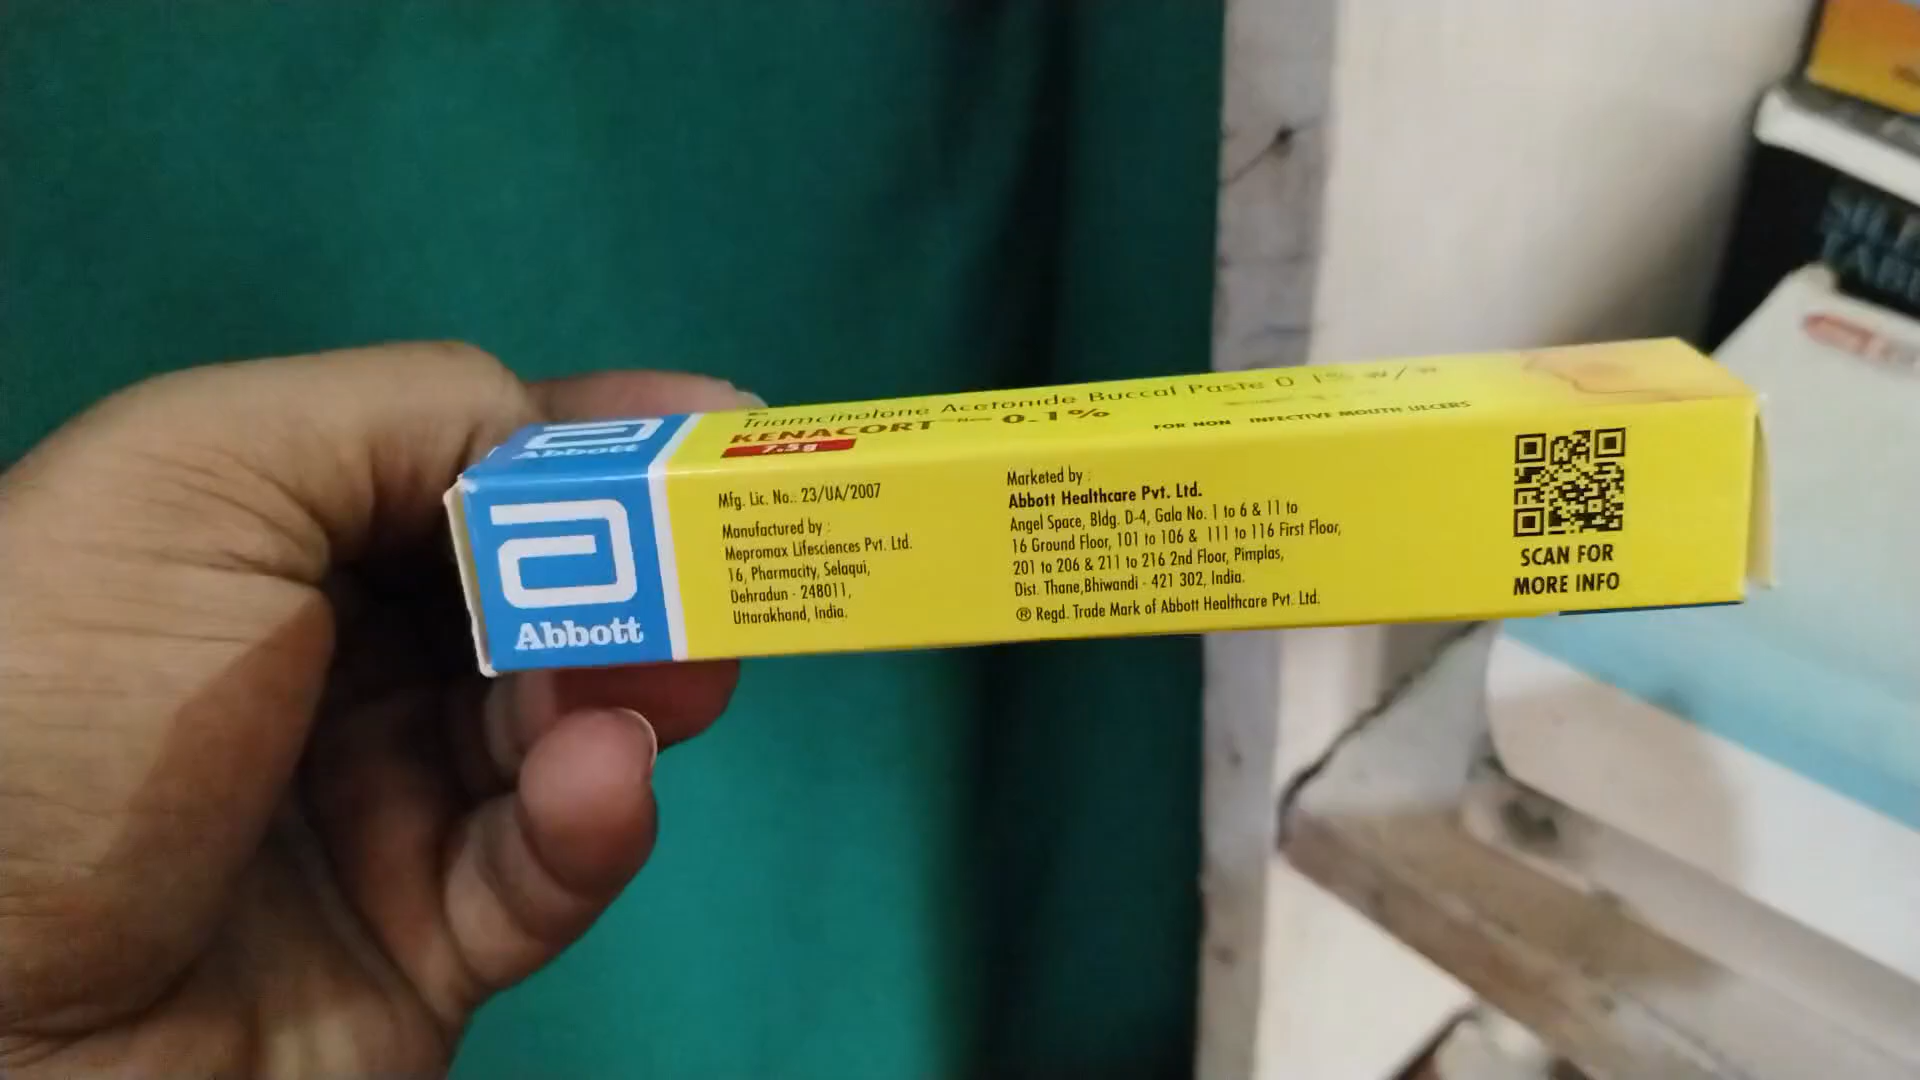 Abbott
Triamcinolone Acetonide Buccal Paste 0.1% w/w
KENACORT 0.1%
7.5g
FOR NON INFECTIVE MOUTH ULCERS
Abbott
Mfg. Lic. No.: 23/UA/2007
Manufactured by :
Mepromax Lifesciences Pvt. Ltd.
16, Pharmacity, Selaqui,
Dehradun - 248011,
Uttarakhand, India.
Marketed by :
Abbott Healthcare Pvt. Ltd.
Angel Space, Bldg. D-4, Gala No. 1 to 6 & 11 to
16 Ground Floor, 101 to 106 & 111 to 116 First Floor,
201 to 206 & 211 to 216 2nd Floor, Pimplas,
Dist. Thane,Bhiwandi - 421 302, India.
® Regd. Trade Mark of Abbott Healthcare Pvt. Ltd.
SCAN FOR
MORE INFO